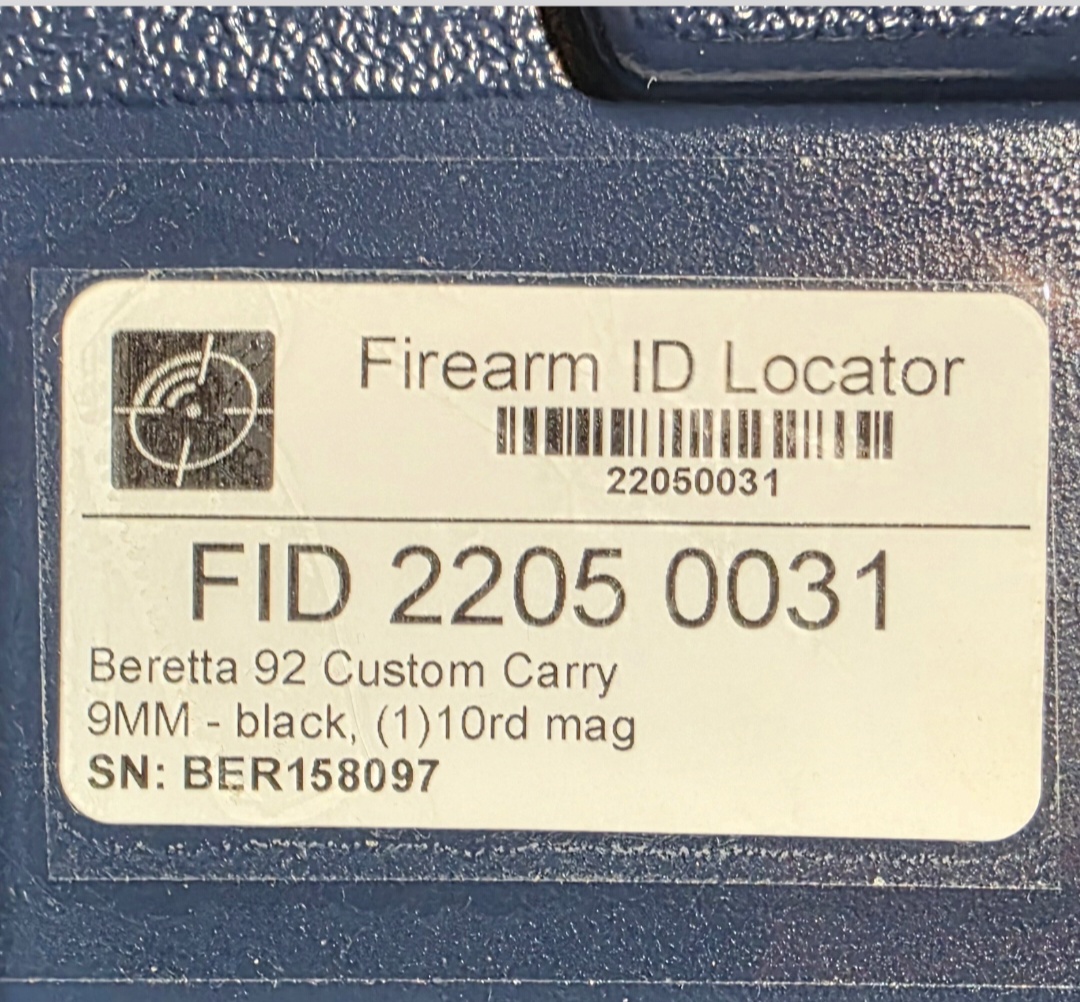 Firearm ID Locator
22050031
FID 2205 0031
Beretta 92 Custom Carry
9MM - black, (1)10rd mag
SN: BER158097